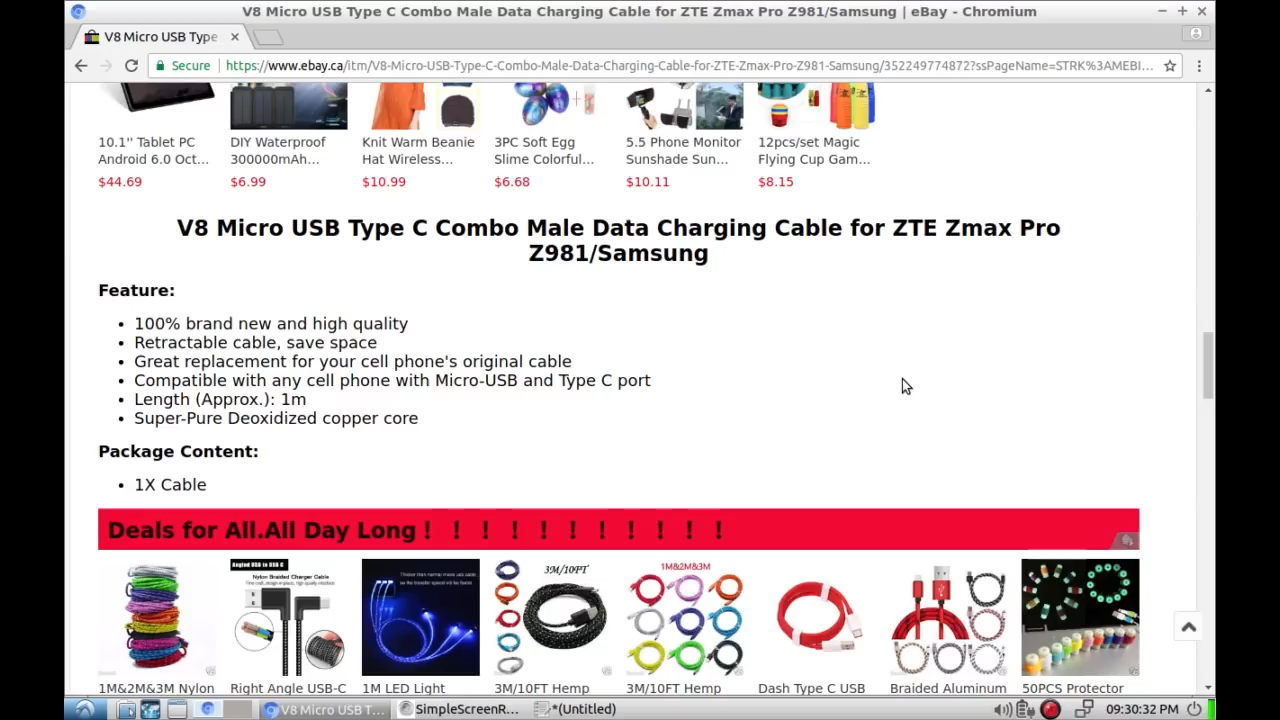 V8 Micro USB Type C Combo Male Data Charging Cable for ZTE Zmax Pro Z981/Samsung | eBay - Chromium
V8 Micro USB Type
Secure
https://www.ebay.ca/itm/V8-Micro-USB-Type-C-Combo-Male-Data-Charging-Cable-for-ZTE-Zmax-Pro-Z981-Samsung/352249774872?ssPageName=STRK%3AMEBI...
10.1'' Tablet PC
Android 6.0 Oct...
$44.69
DIY Waterproof
300000mAh...
$6.99
Knit Warm Beanie
Hat Wireless...
$10.99
3PC Soft Egg
Slime Colorful...
$6.68
5.5 Phone Monitor
Sunshade Sun...
$10.11
12pcs/set Magic
Flying Cup Gam...
$8.15
V8 Micro USB Type C Combo Male Data Charging Cable for ZTE Zmax Pro
Z981/Samsung
Feature:
• 100% brand new and high quality
• Retractable cable, save space
• Great replacement for your cell phone's original cable
• Compatible with any cell phone with Micro-USB and Type C port
• Length (Approx.): 1m
• Super-Pure Deoxidized copper core
Package Content:
• 1X Cable
Deals for All.All Day Long！！！！！！！！！！！
Angled USB to USB C
Nylon Braided Charger Cable
3M/10FT
1M&2M&3M
1M&2M&3M Nylon
Right Angle USB-C
1M LED Light
3M/10FT Hemp
3M/10FT Hemp
Dash Type C USB
Braided Aluminum
50PCS Protector
V8 Micro USB T...
SimpleScreenR...
*(Untitled)
09:30:32 PM